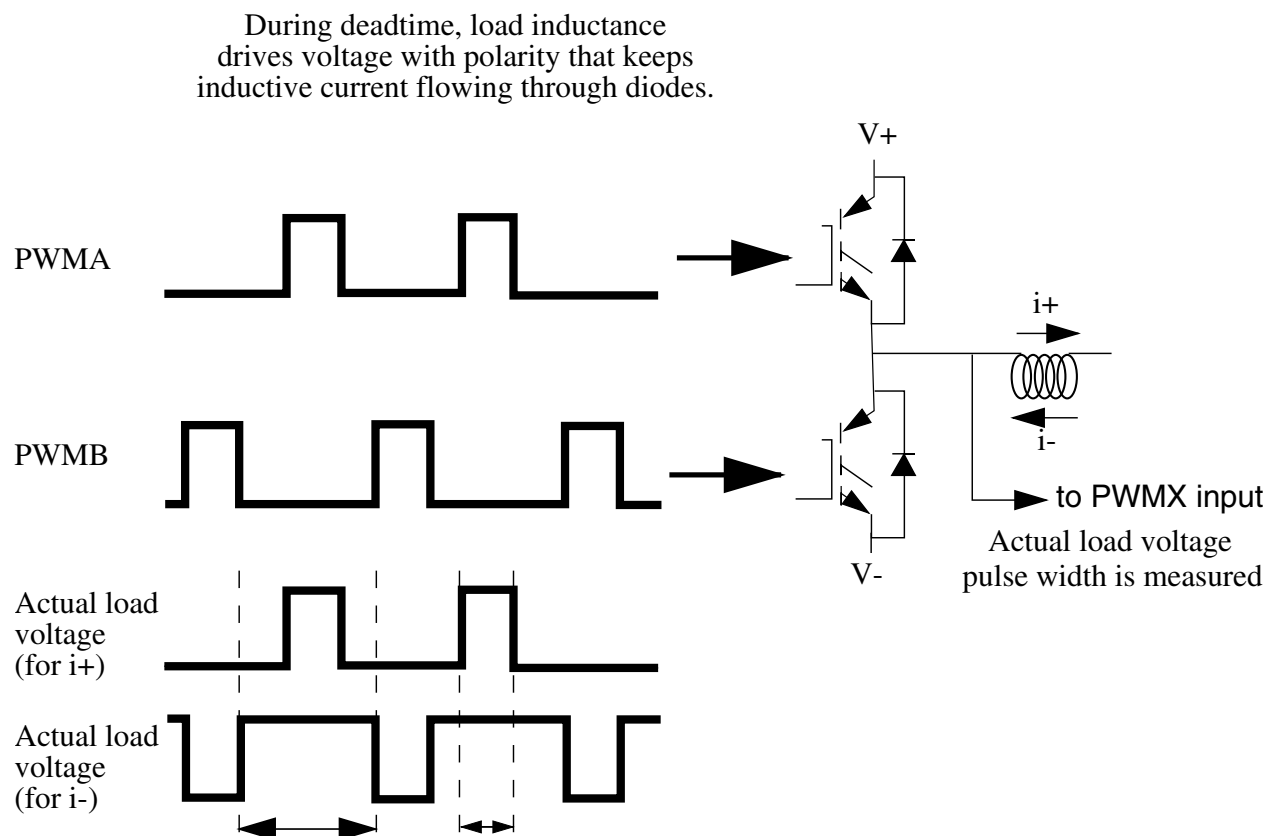 During deadtime, load inductance
drives voltage with polarity that keeps
inductive current flowing through diodes.
V+
PWMA
i+
PWMB
i-
to PWMX input
V-
Actual load voltage
pulse width is measured
Actual load
voltage
(for i+)
Actual load
voltage
(for i-)